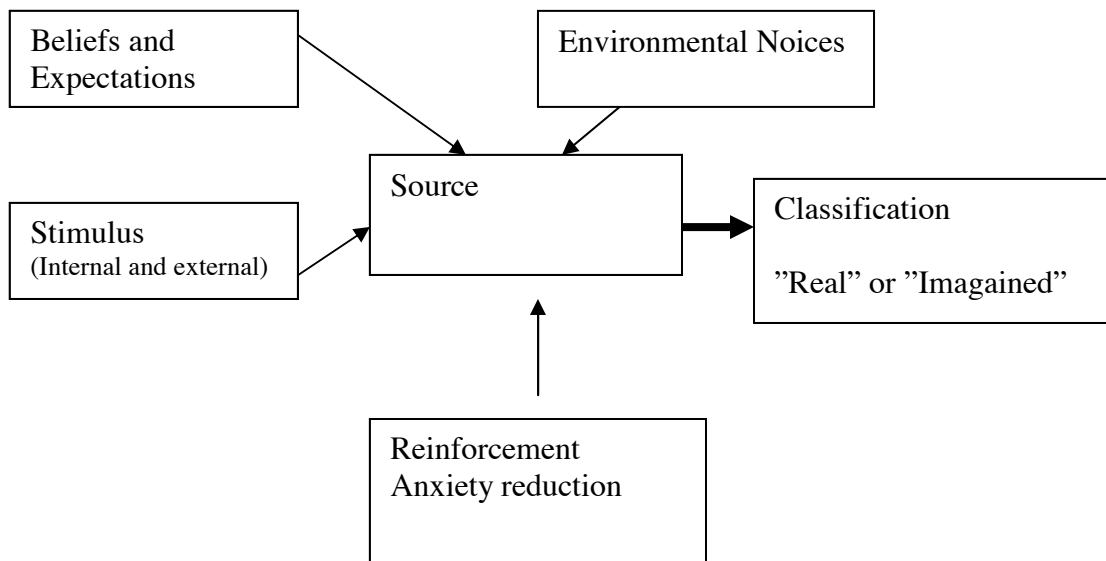 Beliefs and
Expectations
Environmental Noices
Source
Classification
Stimulus
(Internal and external)
”Real” or ”Imagained”
Reinforcement
Anxiety reduction